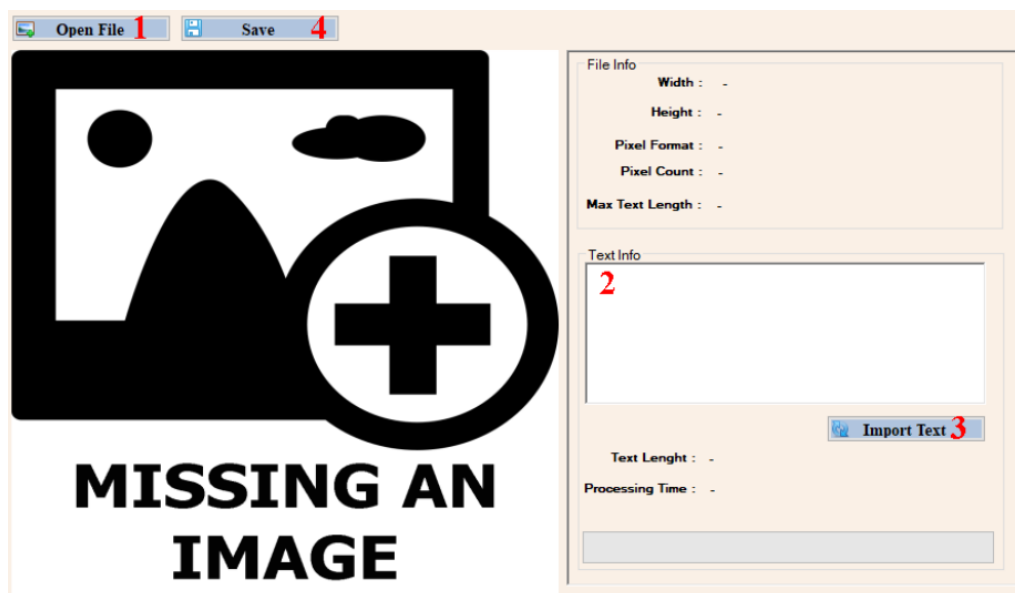 Open File 1 Save 4
File Info
Width : -
Height : -
Pixel Format : -
Pixel Count : -
Max Text Length : -
Text Info
2
Import Text 3
Text Lenght : -
Processing Time : -
MISSING AN
IMAGE